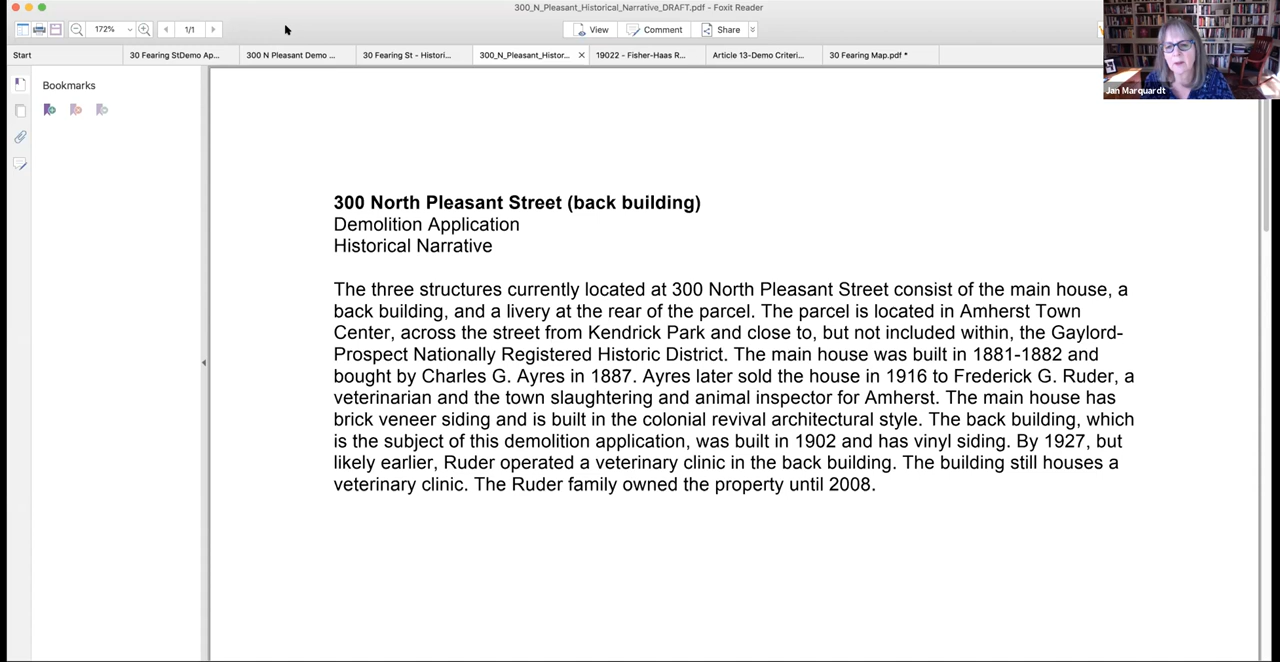 300_N_Pleasant_Historical_Narrative_DRAFT.pdf - Foxit Reader
172% 1/1 View Comment Share
Start 30 Fearing StDemo Ap... 300 N Pleasant Demo ... 30 Fearing St - Histori... 300_N_Pleasant_Histor... 19022 - Fisher-Haas R... Article 13-Demo Criteri... 30 Fearing Map.pdf *
Jan Marquardt
Bookmarks
300 North Pleasant Street (back building)
Demolition Application
Historical Narrative
The three structures currently located at 300 North Pleasant Street consist of the main house, a
back building, and a livery at the rear of the parcel. The parcel is located in Amherst Town
Center, across the street from Kendrick Park and close to, but not included within, the Gaylord-
Prospect Nationally Registered Historic District. The main house was built in 1881-1882 and
bought by Charles G. Ayres in 1887. Ayres later sold the house in 1916 to Frederick G. Ruder, a
veterinarian and the town slaughtering and animal inspector for Amherst. The main house has
brick veneer siding and is built in the colonial revival architectural style. The back building, which
is the subject of this demolition application, was built in 1902 and has vinyl siding. By 1927, but
likely earlier, Ruder operated a veterinary clinic in the back building. The building still houses a
veterinary clinic. The Ruder family owned the property until 2008.